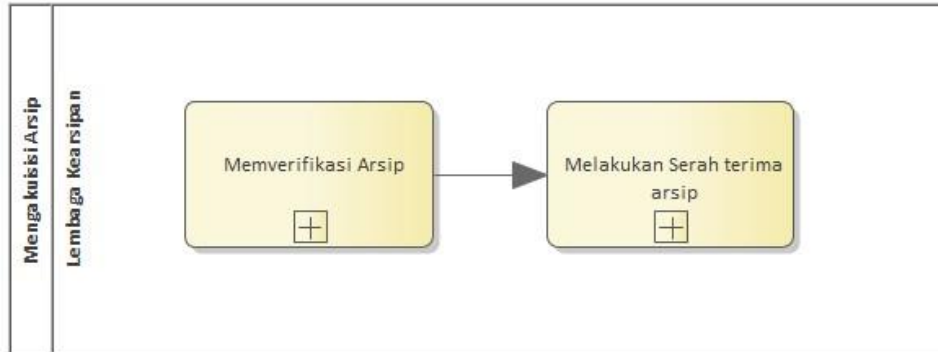 Mengakuisisi Arsip
Lembaga Kearsipan
Memverifikasi Arsip
Melakukan Serah terima
arsip